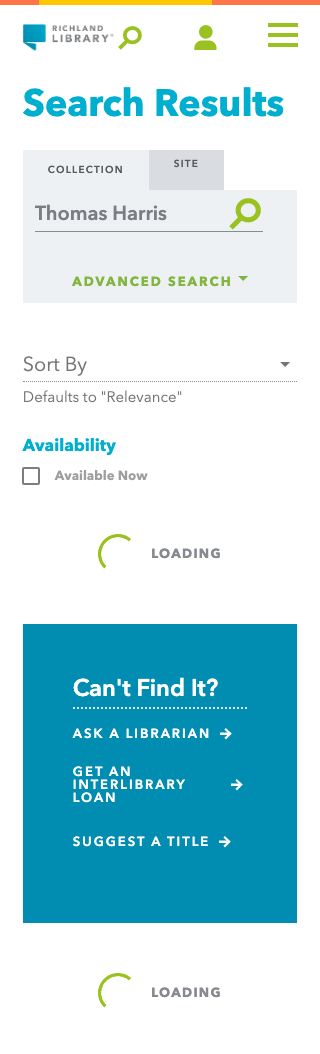 RICHLAND
LIBRARY
Search Results
COLLECTION
SITE
Thomas Harris
ADVANCED SEARCH
Sort By
Defaults to "Relevance"
Availability
Available Now
LOADING
Can't Find It?
ASK A LIBRARIAN →
GET AN
INTERLIBRARY →
LOAN
SUGGEST A TITLE →
LOADING